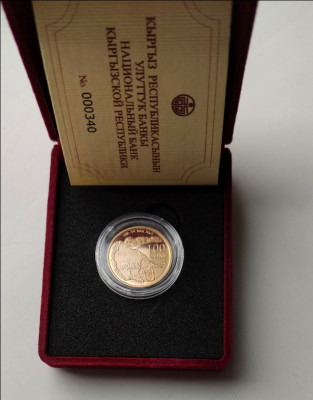 КЫРГЫЗ РЕСПУБЛИКАСЫНЫН
УЛУТТУК БАНКЫ
НАЦИОНАЛЬНЫЙ БАНК
КЫРГЫЗСКОЙ РЕСПУБЛИКИ
№ 000340
100